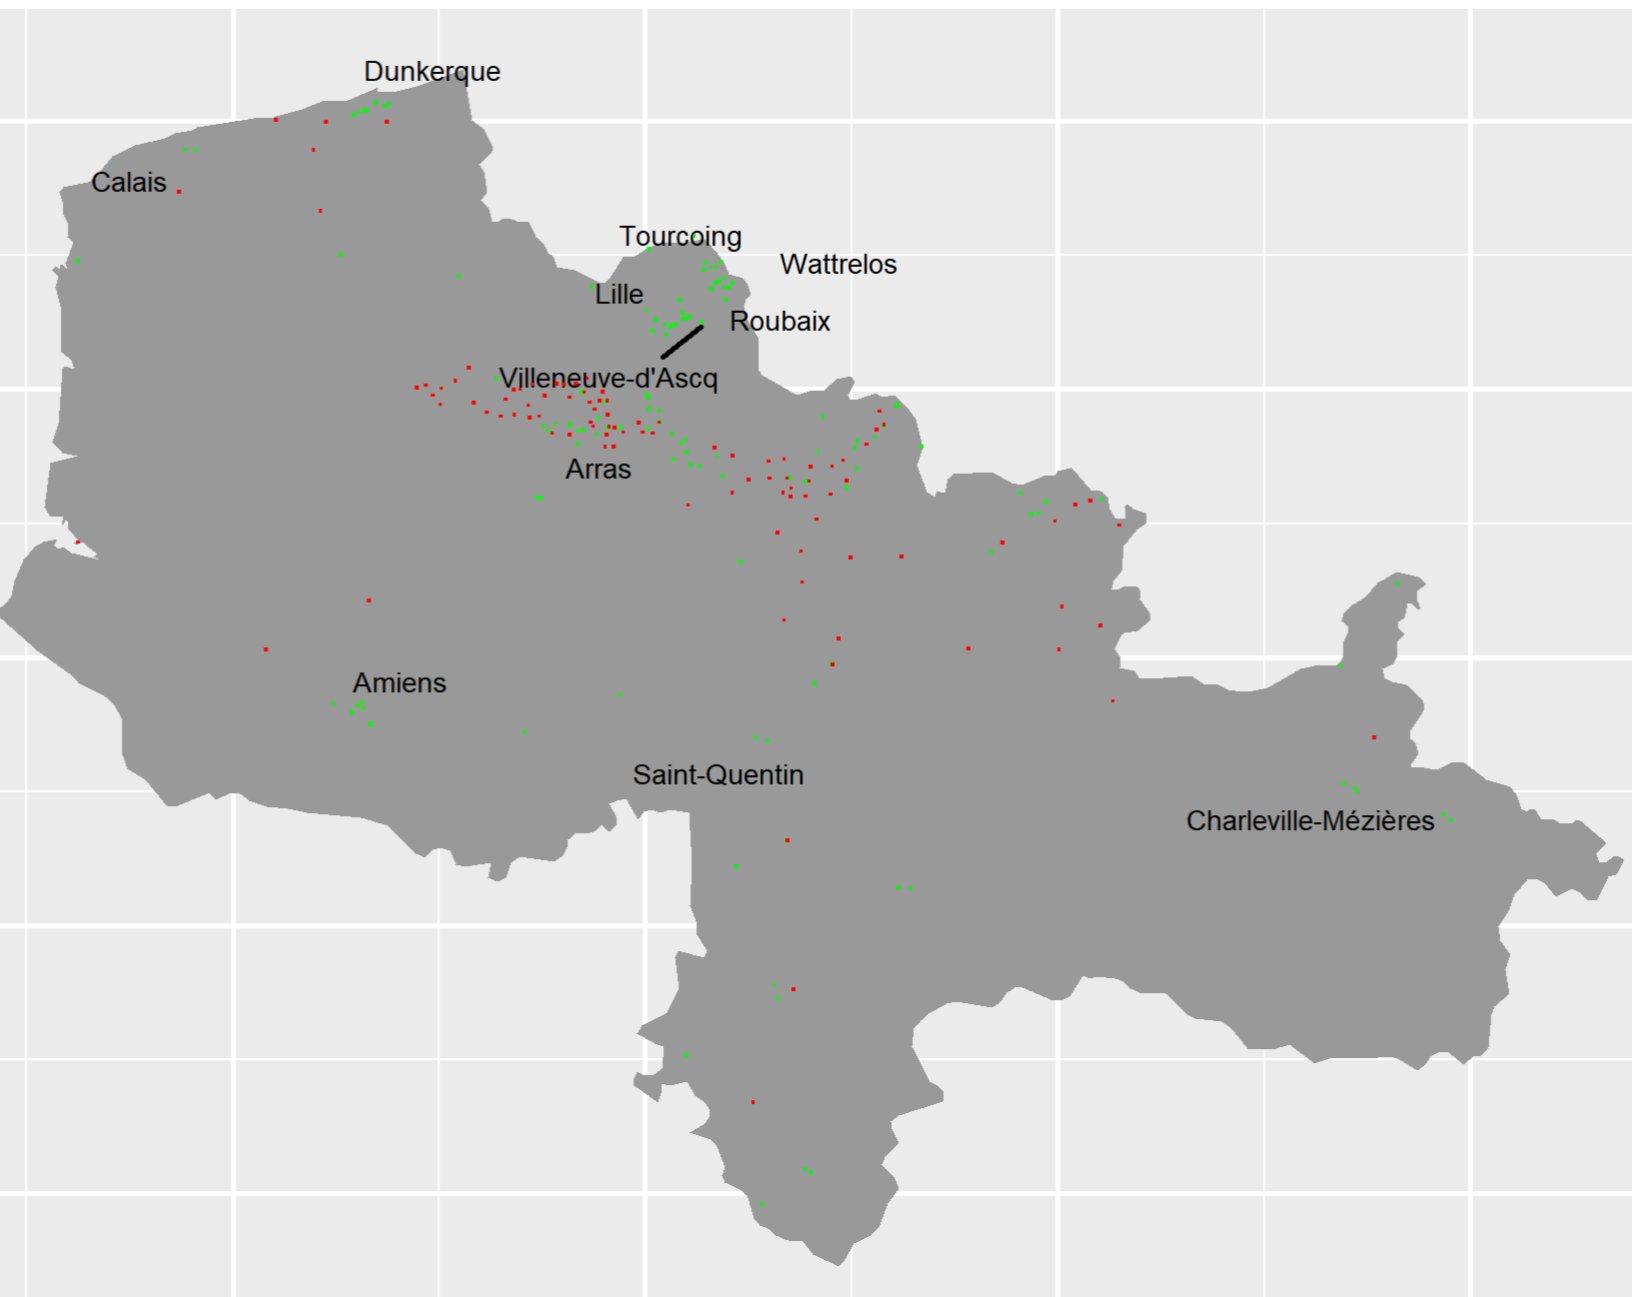 Dunkerque
Calais
Tourcoing
Wattrelos
Lille
Roubaix
Villeneuve-d'Ascq
Arras
Amiens
Saint-Quentin
Charleville-Mézières